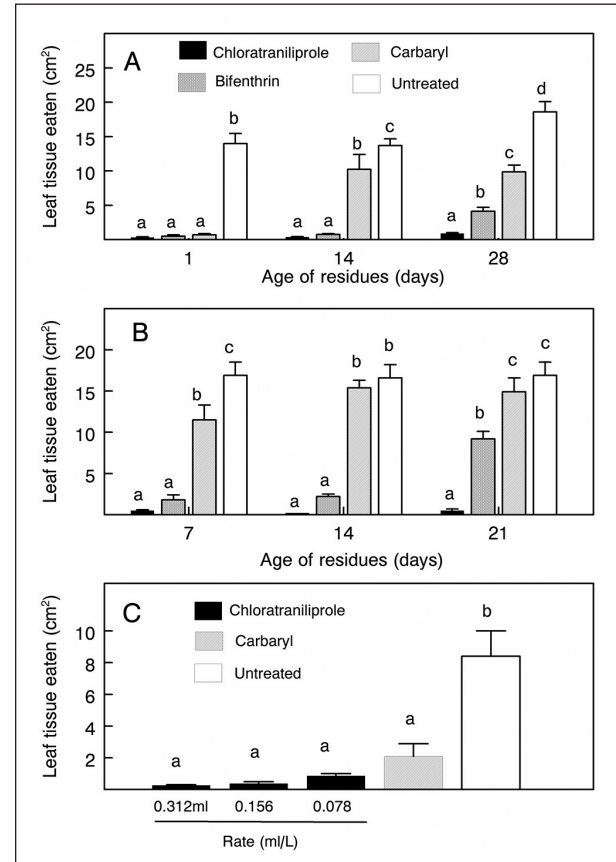 A
Chloratraniliprole
Carbaryl
Bifenthrin
Untreated
Leaf tissue eaten (cm²)
25
20
15
10
5
a a a b
a a b c
a b c d
1 14 28
Age of residues (days)
B
Leaf tissue eaten (cm²)
20
15
10
5
a a b c
a a b b
a b c c
7 14 21
Age of residues (days)
C
Chloratraniliprole
Carbaryl
Untreated
Leaf tissue eaten (cm²)
10
8
6
4
2
a a a a b
0.312ml 0.156 0.078
Rate (ml/L)